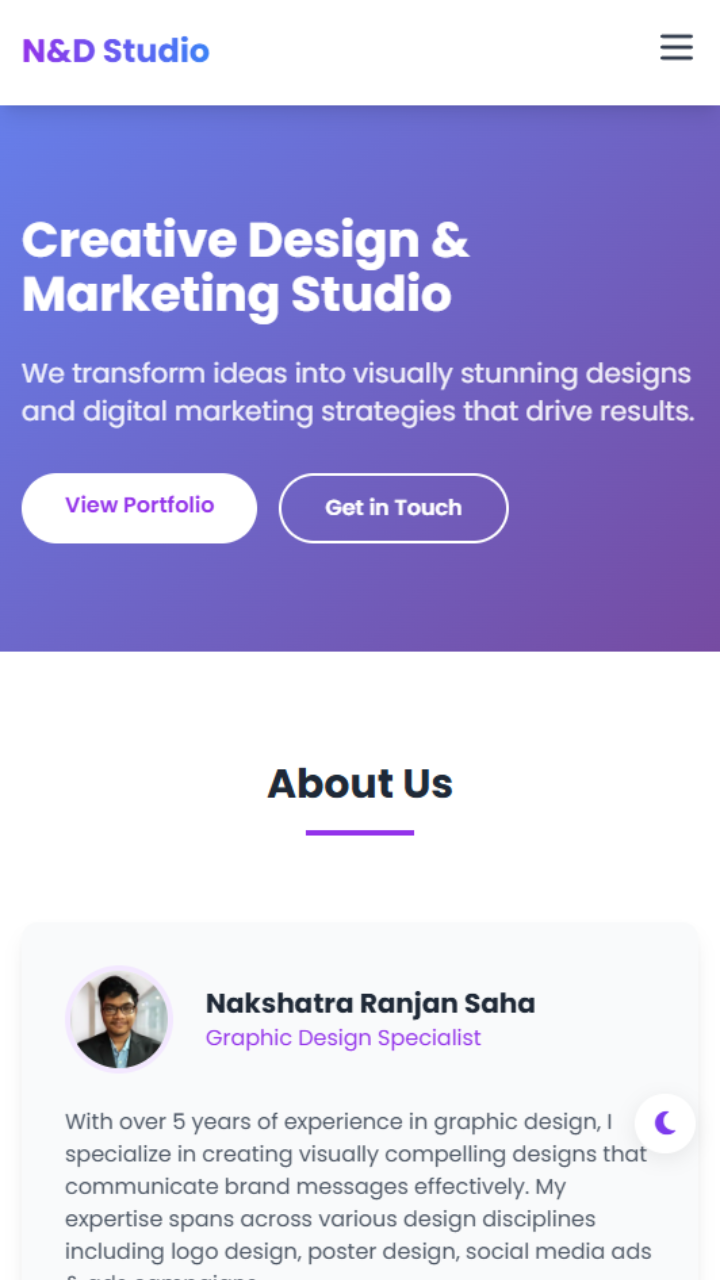 N&D Studio
Creative Design &
Marketing Studio
We transform ideas into visually stunning designs
and digital marketing strategies that drive results.
View Portfolio
Get in Touch
About Us
Nakshatra Ranjan Saha
Graphic Design Specialist
With over 5 years of experience in graphic design, I
specialize in creating visually compelling designs that
communicate brand messages effectively. My
expertise spans across various design disciplines
including logo design, poster design, social media ads
& ads campaigns.